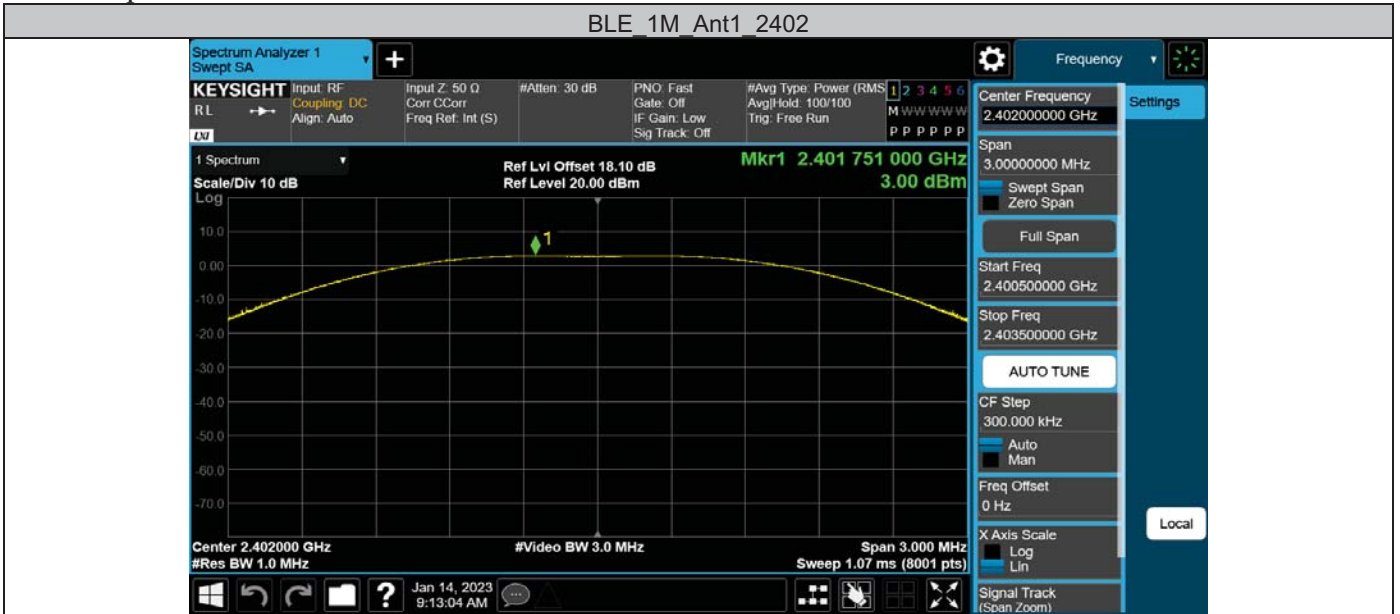 BLE_1M_Ant1_2402
Spectrum Analyzer 1
Swept SA
Frequency
KEYSIGHT
RL
LXI
Input: RF
Coupling: DC
Align: Auto
Input Z: 50 Ω
Corr CCorr
Freq Ref: Int (S)
#Atten: 30 dB
PNO: Fast
Gate: Off
IF Gain: Low
Sig Track: Off
#Avg Type: Power (RMS
Avg|Hold: 100/100
Trig: Free Run
1 2 3 4 5 6
M W W W W W
P P P P P P
1 Spectrum
Scale/Div 10 dB
Log
Ref Lvl Offset 18.10 dB
Ref Level 20.00 dBm
Mkr1 2.401 751 000 GHz
3.00 dBm
1
10.0
0.00
-10.0
-20.0
-30.0
-40.0
-50.0
-60.0
-70.0
Center 2.402000 GHz
#Res BW 1.0 MHz
#Video BW 3.0 MHz
Span 3.000 MHz
Sweep 1.07 ms (8001 pts)
Center Frequency
2.402000000 GHz
Settings
Span
3.00000000 MHz
Swept Span
Zero Span
Full Span
Start Freq
2.400500000 GHz
Stop Freq
2.403500000 GHz
AUTO TUNE
CF Step
300.000 kHz
Auto
Man
Freq Offset
0 Hz
X Axis Scale
Log
Lin
Local
Signal Track
(Span Zoom)
?
Jan 14, 2023
9:13:04 AM